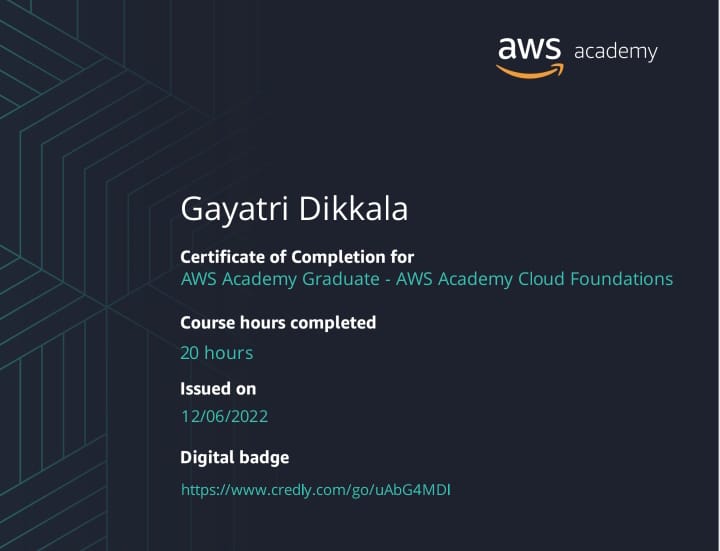 aws academy
Gayatri Dikkala
Certificate of Completion for
AWS Academy Graduate - AWS Academy Cloud Foundations
Course hours completed
20 hours
Issued on
12/06/2022
Digital badge
https://www.credly.com/go/uAbG4MDl